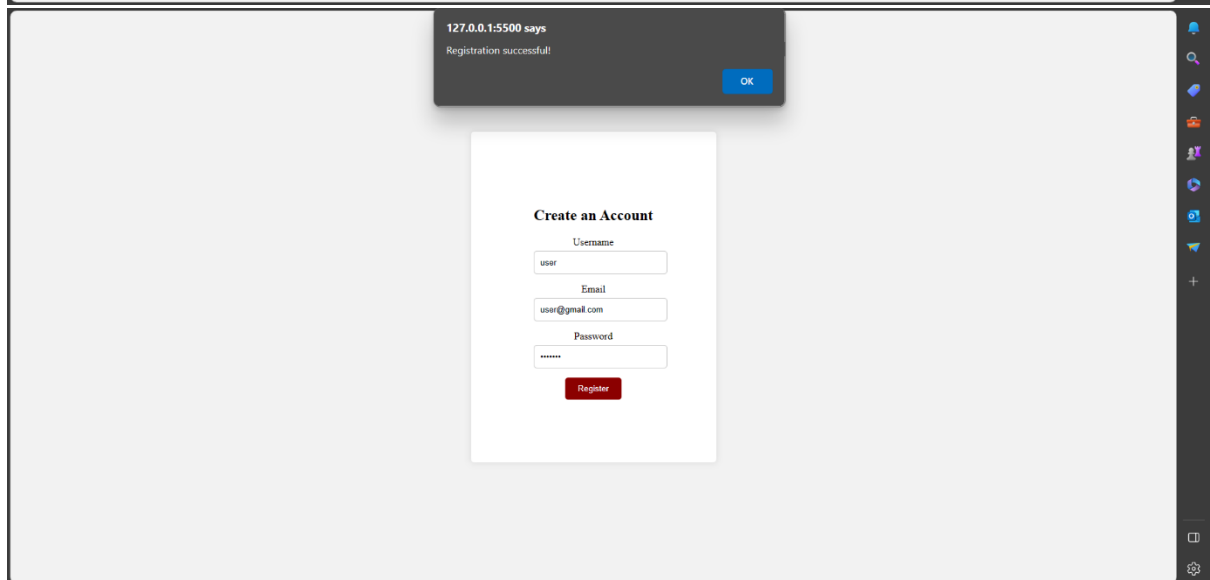 127.0.0.1:5500 says
Registration successful!
OK
Create an Account
Username
user
Email
user@gmail.com
Password
•••••••
Register